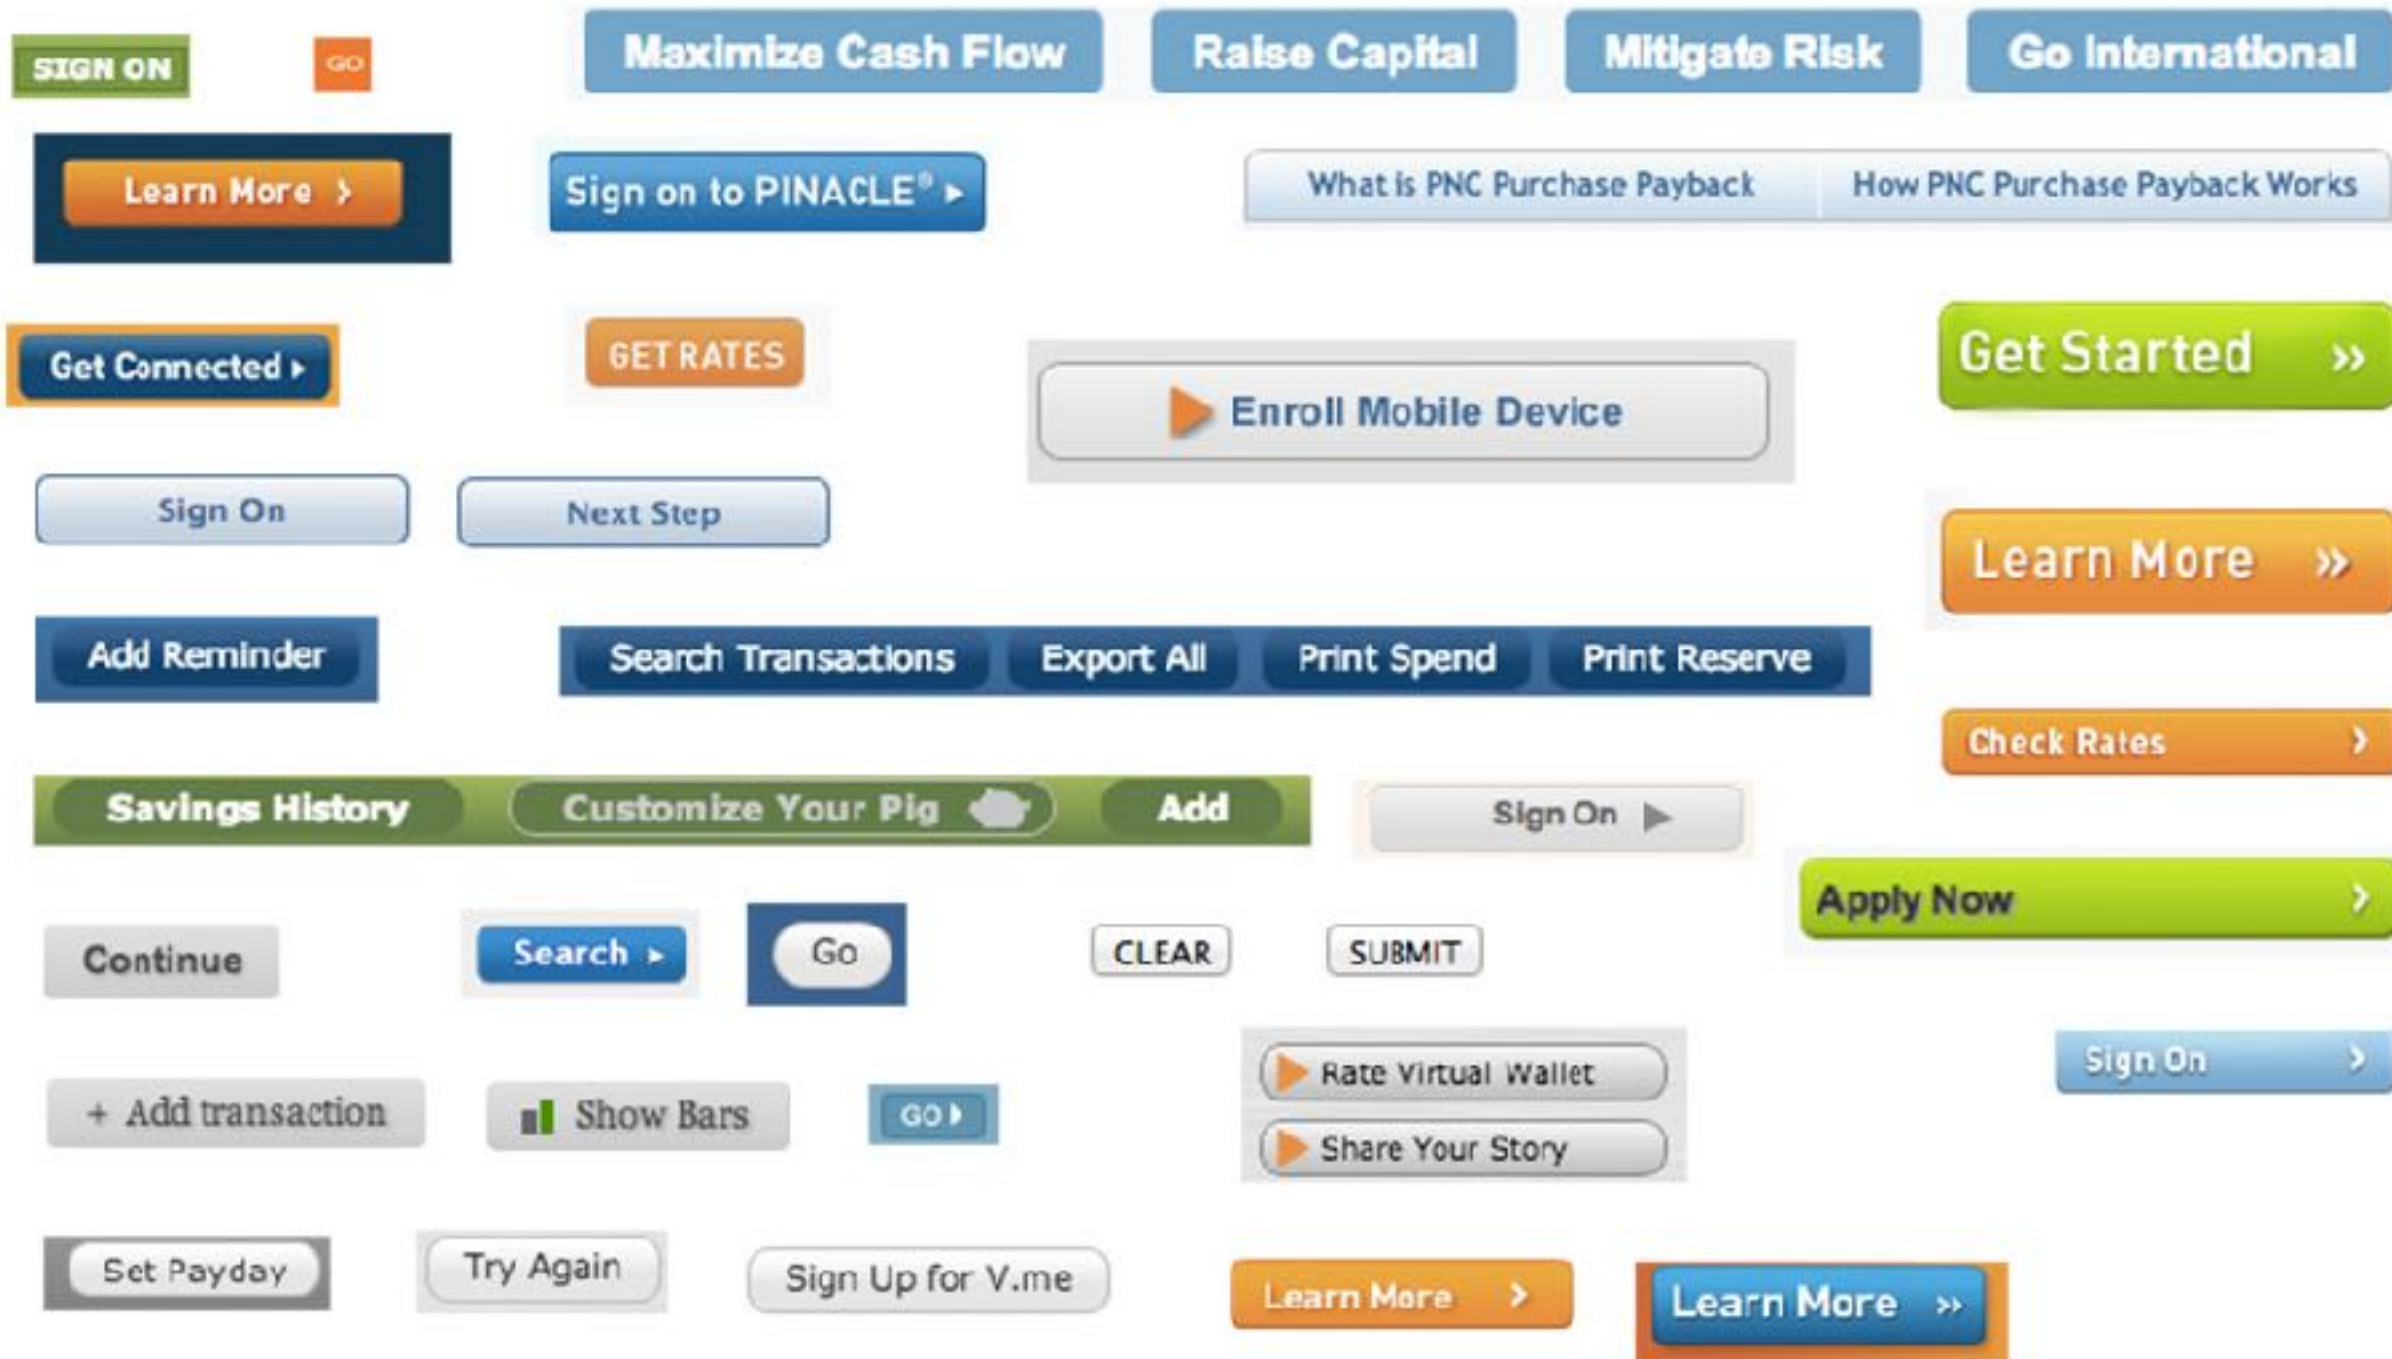 SIGN ON
GO
Maximize Cash Flow
Raise Capital
Mitigate Risk
Go International
Learn More
Sign on to PINACLE®
What is PNC Purchase Payback
How PNC Purchase Payback Works
Get Connected
GET RATES
Enroll Mobile Device
Get Started
Sign On
Next Step
Learn More
Add Reminder
Search Transactions
Export All
Print Spend
Print Reserve
Check Rates
Savings History
Customize Your Pig
Add
Sign On
Apply Now
Continue
Search
Go
CLEAR
SUBMIT
Sign On
+ Add transaction
Show Bars
GO
Rate Virtual Wallet
Share Your Story
Set Payday
Try Again
Sign Up for V.me
Learn More
Learn More